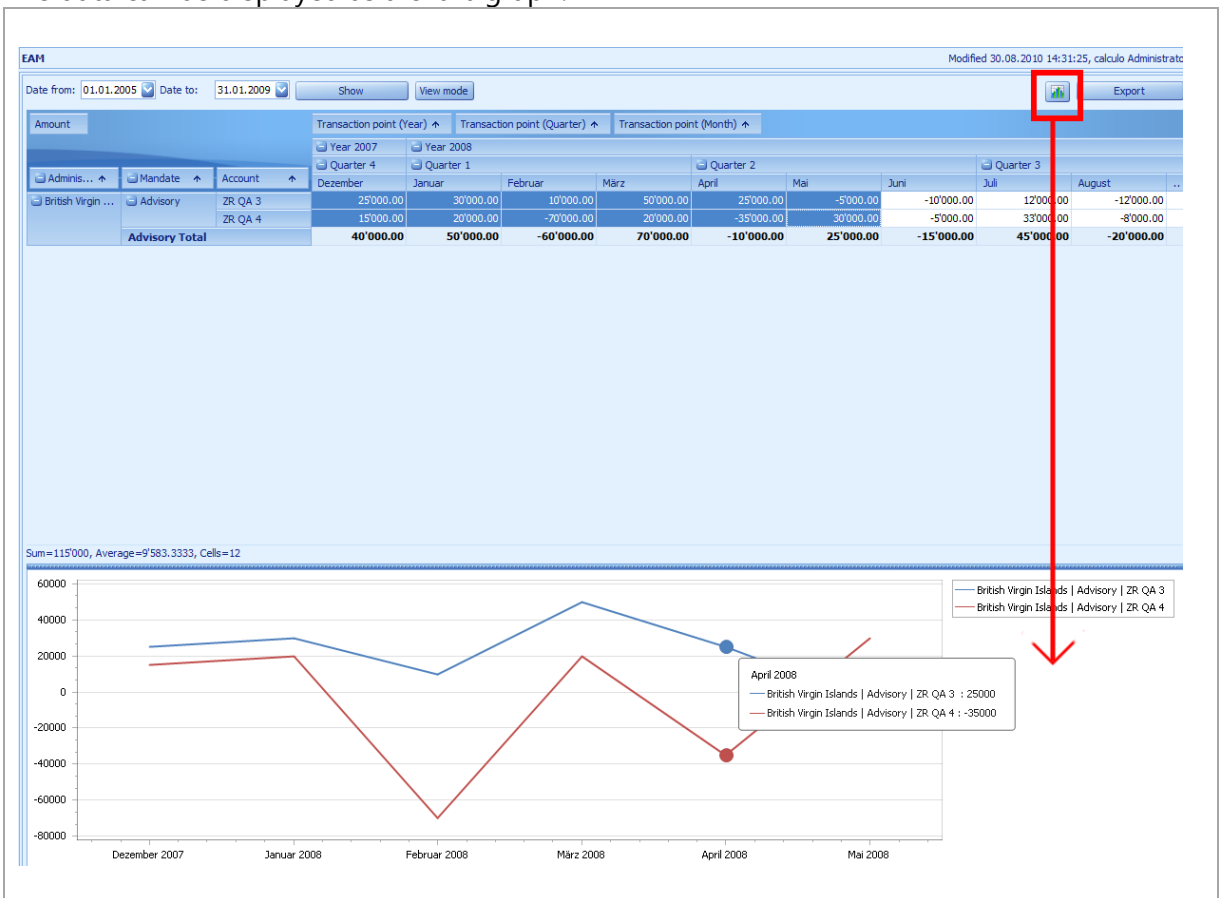 EAM Modified 30.08.2010 14:31:25, calculo Administrato
Date from: 01.01.2005 Date to: 31.01.2009 Show View mode Export
Amount Transaction point (Year) Transaction point (Quarter) Transaction point (Month)
Year 2007 Year 2008
Quarter 4 Quarter 1 Quarter 2 Quarter 3
Adminis... Mandate Account Dezember Januar Februar März April Mai Juni Juli August ..
British Virgin ... Advisory ZR QA 3 25'000.00 30'000.00 10'000.00 50'000.00 25'000.00 -5'000.00 -10'000.00 12'000.00 -12'000.00
ZR QA 4 15'000.00 20'000.00 -70'000.00 20'000.00 -35'000.00 30'000.00 -5'000.00 33'000.00 -8'000.00
Advisory Total 40'000.00 50'000.00 -60'000.00 70'000.00 -10'000.00 25'000.00 -15'000.00 45'000.00 -20'000.00
Sum=115'000, Average=9'583.3333, Cells=12
60000
40000
20000
0
-20000
-40000
-60000
-80000
British Virgin Islands | Advisory | ZR QA 3
British Virgin Islands | Advisory | ZR QA 4
April 2008
British Virgin Islands | Advisory | ZR QA 3 : 25000
British Virgin Islands | Advisory | ZR QA 4 : -35000
Dezember 2007 Januar 2008 Februar 2008 März 2008 April 2008 Mai 2008